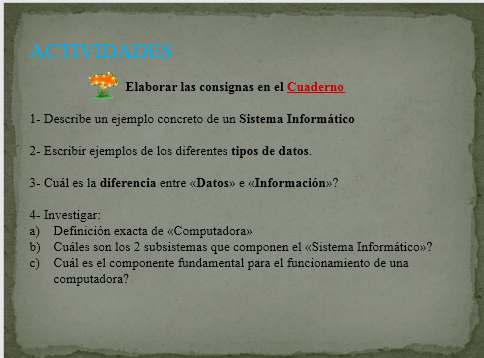 ACTIVIDADES
Elaborar las consignas en el Cuaderno
1- Describe un ejemplo concreto de un Sistema Informático
2- Escribir ejemplos de los diferentes tipos de datos.
3- Cuál es la diferencia entre «Datos» e «Información»?
4- Investigar:
a) Definición exacta de «Computadora»
b) Cuáles son los 2 subsistemas que componen el «Sistema Informático»?
c) Cuál es el componente fundamental para el funcionamiento de una
computadora?